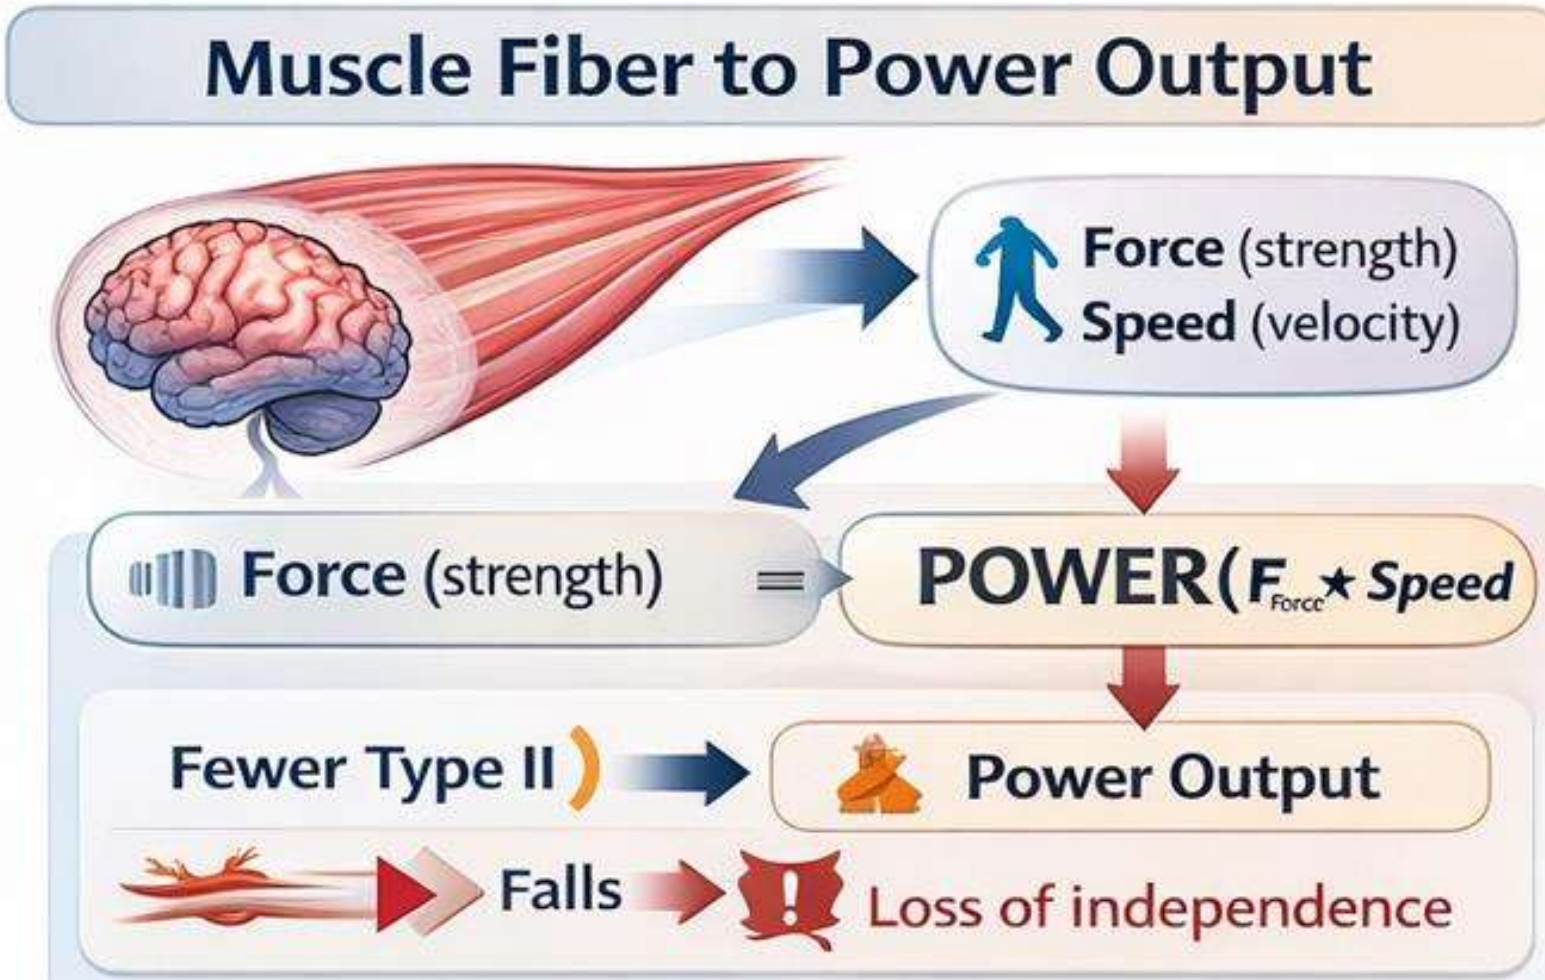 Muscle Fiber to Power Output
Force (strength)
Speed (velocity)
Force (strength) =
POWER (F Force ★ Speed
Fewer Type II )
Power Output
Falls
!
Loss of independence